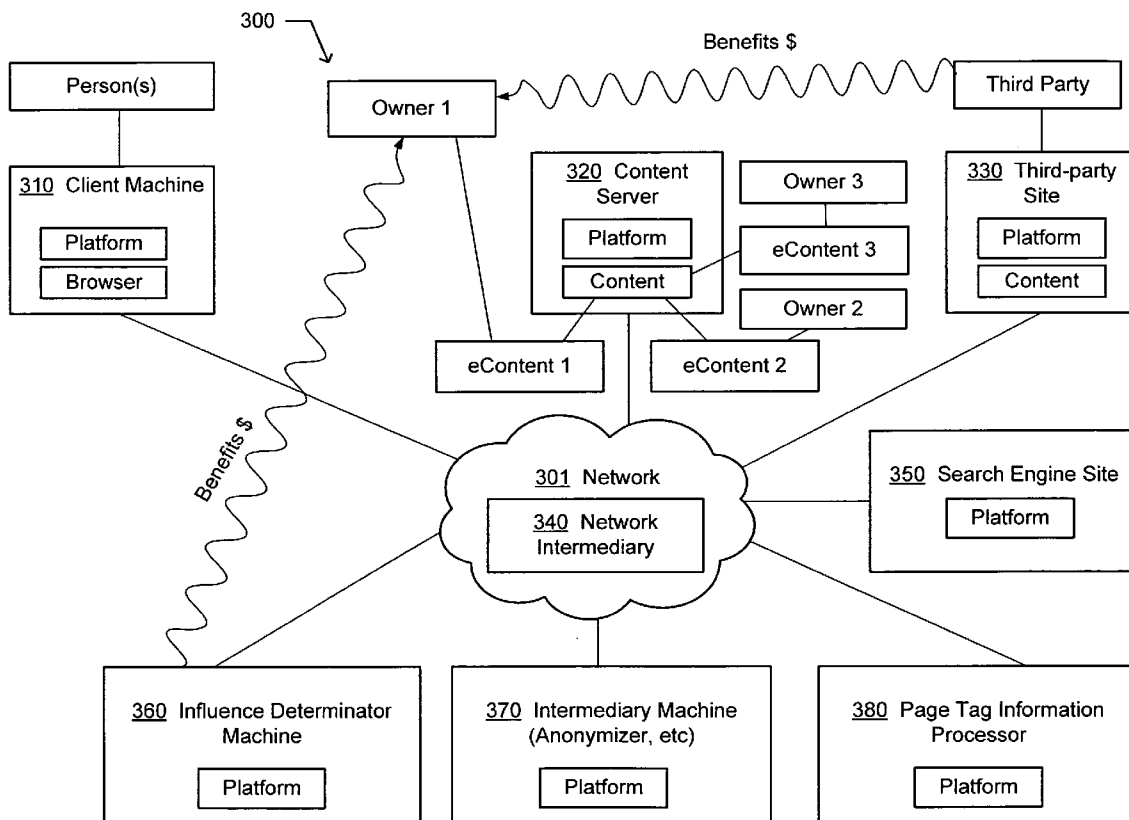 300
Benefits $
Person(s)
Owner 1
Third Party
310 Client Machine
Platform
Browser
320 Content
Server
Platform
Content
Owner 3
eContent 3
Owner 2
330 Third-party
Site
Platform
Content
eContent 1
eContent 2
Benefits $
301 Network
340 Network
Intermediary
350 Search Engine Site
Platform
360 Influence Determinator
Machine
Platform
370 Intermediary Machine
(Anonymizer, etc)
Platform
380 Page Tag Information
Processor
Platform